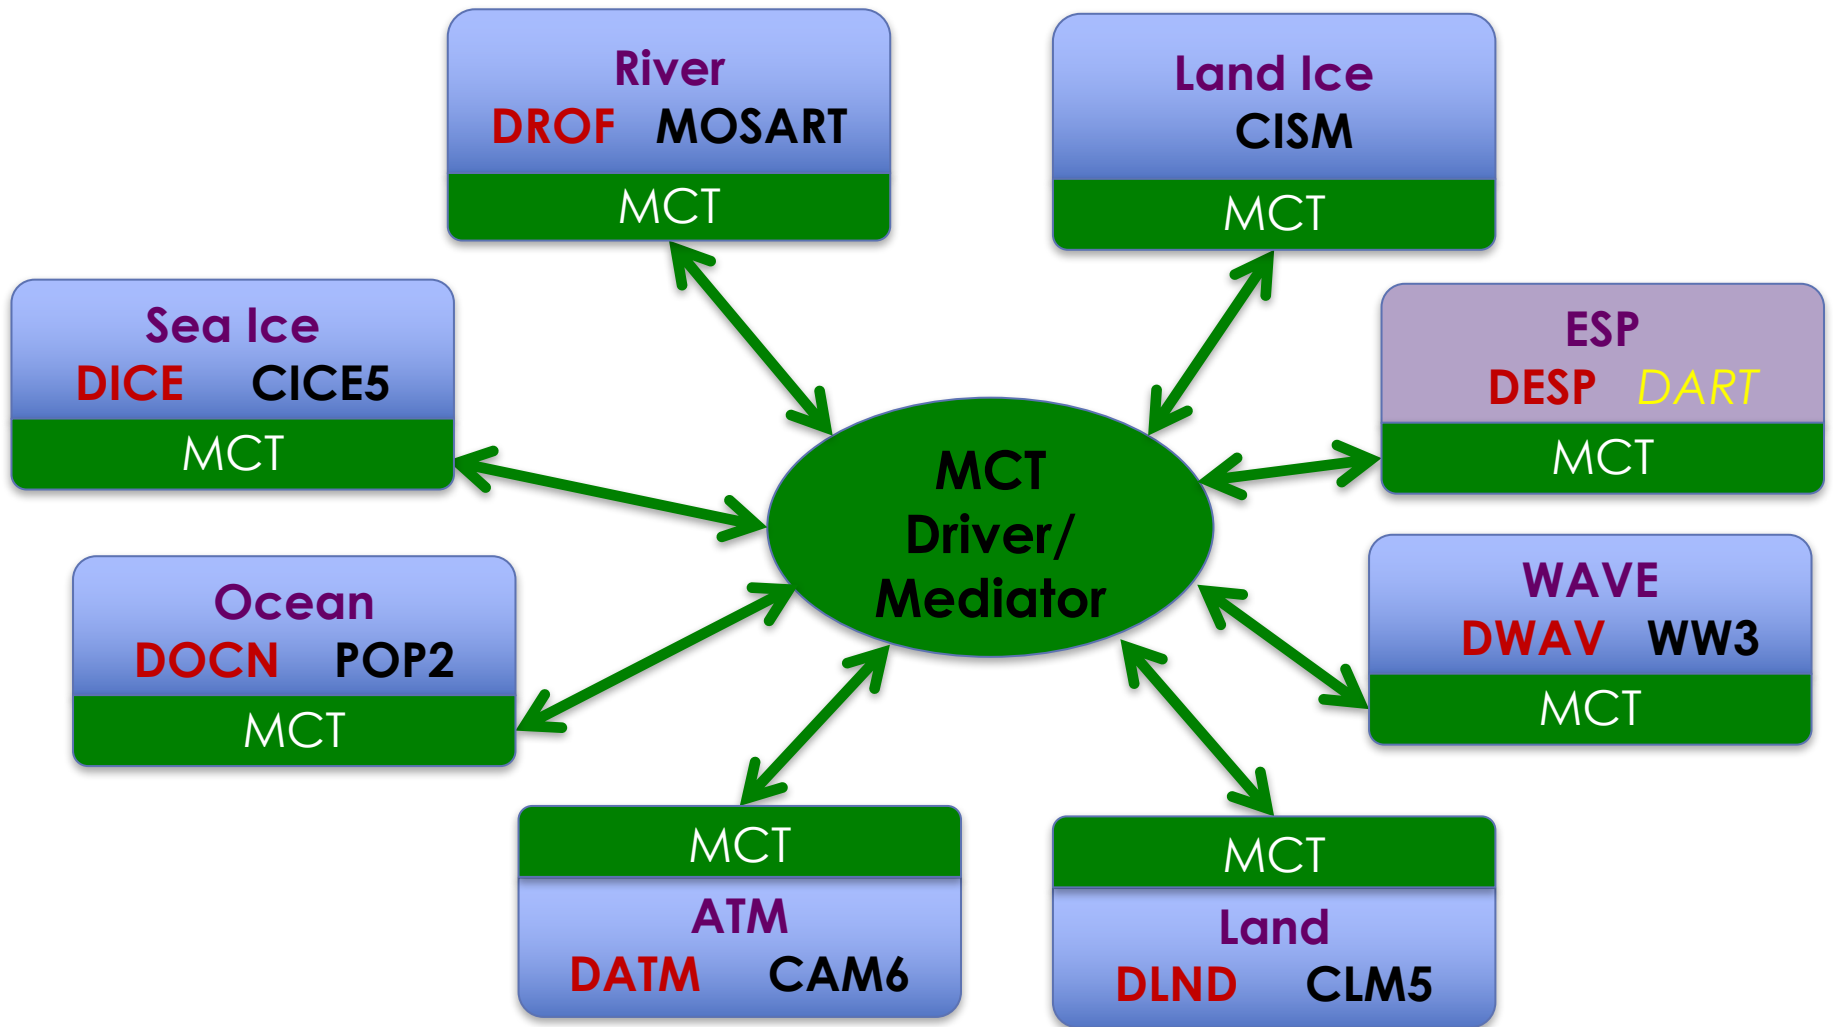 River
DROF MOSART
MCT
Land Ice
CISM
MCT
Sea Ice
DICE CICE5
MCT
ESP
DESP DART
MCT
MCT
Driver/
Mediator
Ocean
DOCN POP2
MCT
WAVE
DWAV WW3
MCT
MCT
ATM
DATM CAM6
MCT
Land
DLND CLM5